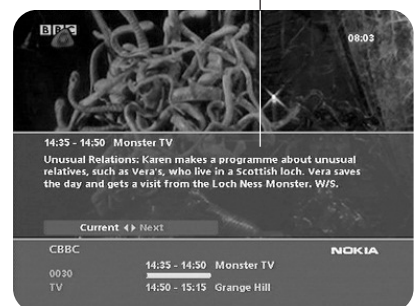 BBC
08:03
14:35 - 14:50 Monster TV
Unusual Relations: Karen makes a programme about unusual
relatives, such as Vera's, who live in a Scottish loch. Vera saves
the day and gets a visit from the Loch Ness Monster. W/S.
Current Next
CBBC
NOKIA
0030
14:35 - 14:50 Monster TV
TV
14:50 - 15:15 Grange Hill